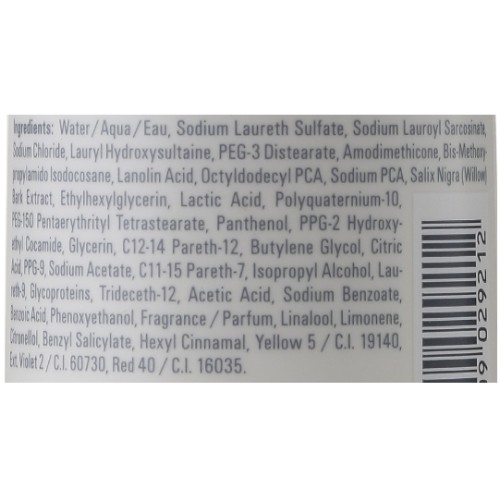 Ingredients: Water/Aqua/Eau, Sodium Laureth Sulfate, Sodium Lauroyl Sarcosinate,
Sodium Chloride, Lauryl Hydroxysultaine, PEG-3 Distearate, Amodimethicone, Bis-Methoxy-
propylamido Isodocosane, Lanolin Acid, Octyldodecyl PCA, Sodium PCA, Salix Nigra (Willow)
Bark Extract, Ethylhexylglycerin, Lactic Acid, Polyquaternium-10,
PEG-150 Pentaerythrityl Tetrastearate, Panthenol, PPG-2 Hydroxy-
ethyl Cocamide, Glycerin, C12-14 Pareth-12, Butylene Glycol, Citric
Acid, PPG-9, Sodium Acetate, C11-15 Pareth-7, Isopropyl Alcohol, Lau-
reth-9, Glycoproteins, Trideceth-12, Acetic Acid, Sodium Benzoate,
Benzoic Acid, Phenoxyethanol, Fragrance / Parfum, Linalool, Limonene,
Citronellol, Benzyl Salicylate, Hexyl Cinnamal, Yellow 5 / C.I. 19140,
Ext. Violet 2 / C.I. 60730, Red 40 / C.I. 16035.
09 029212